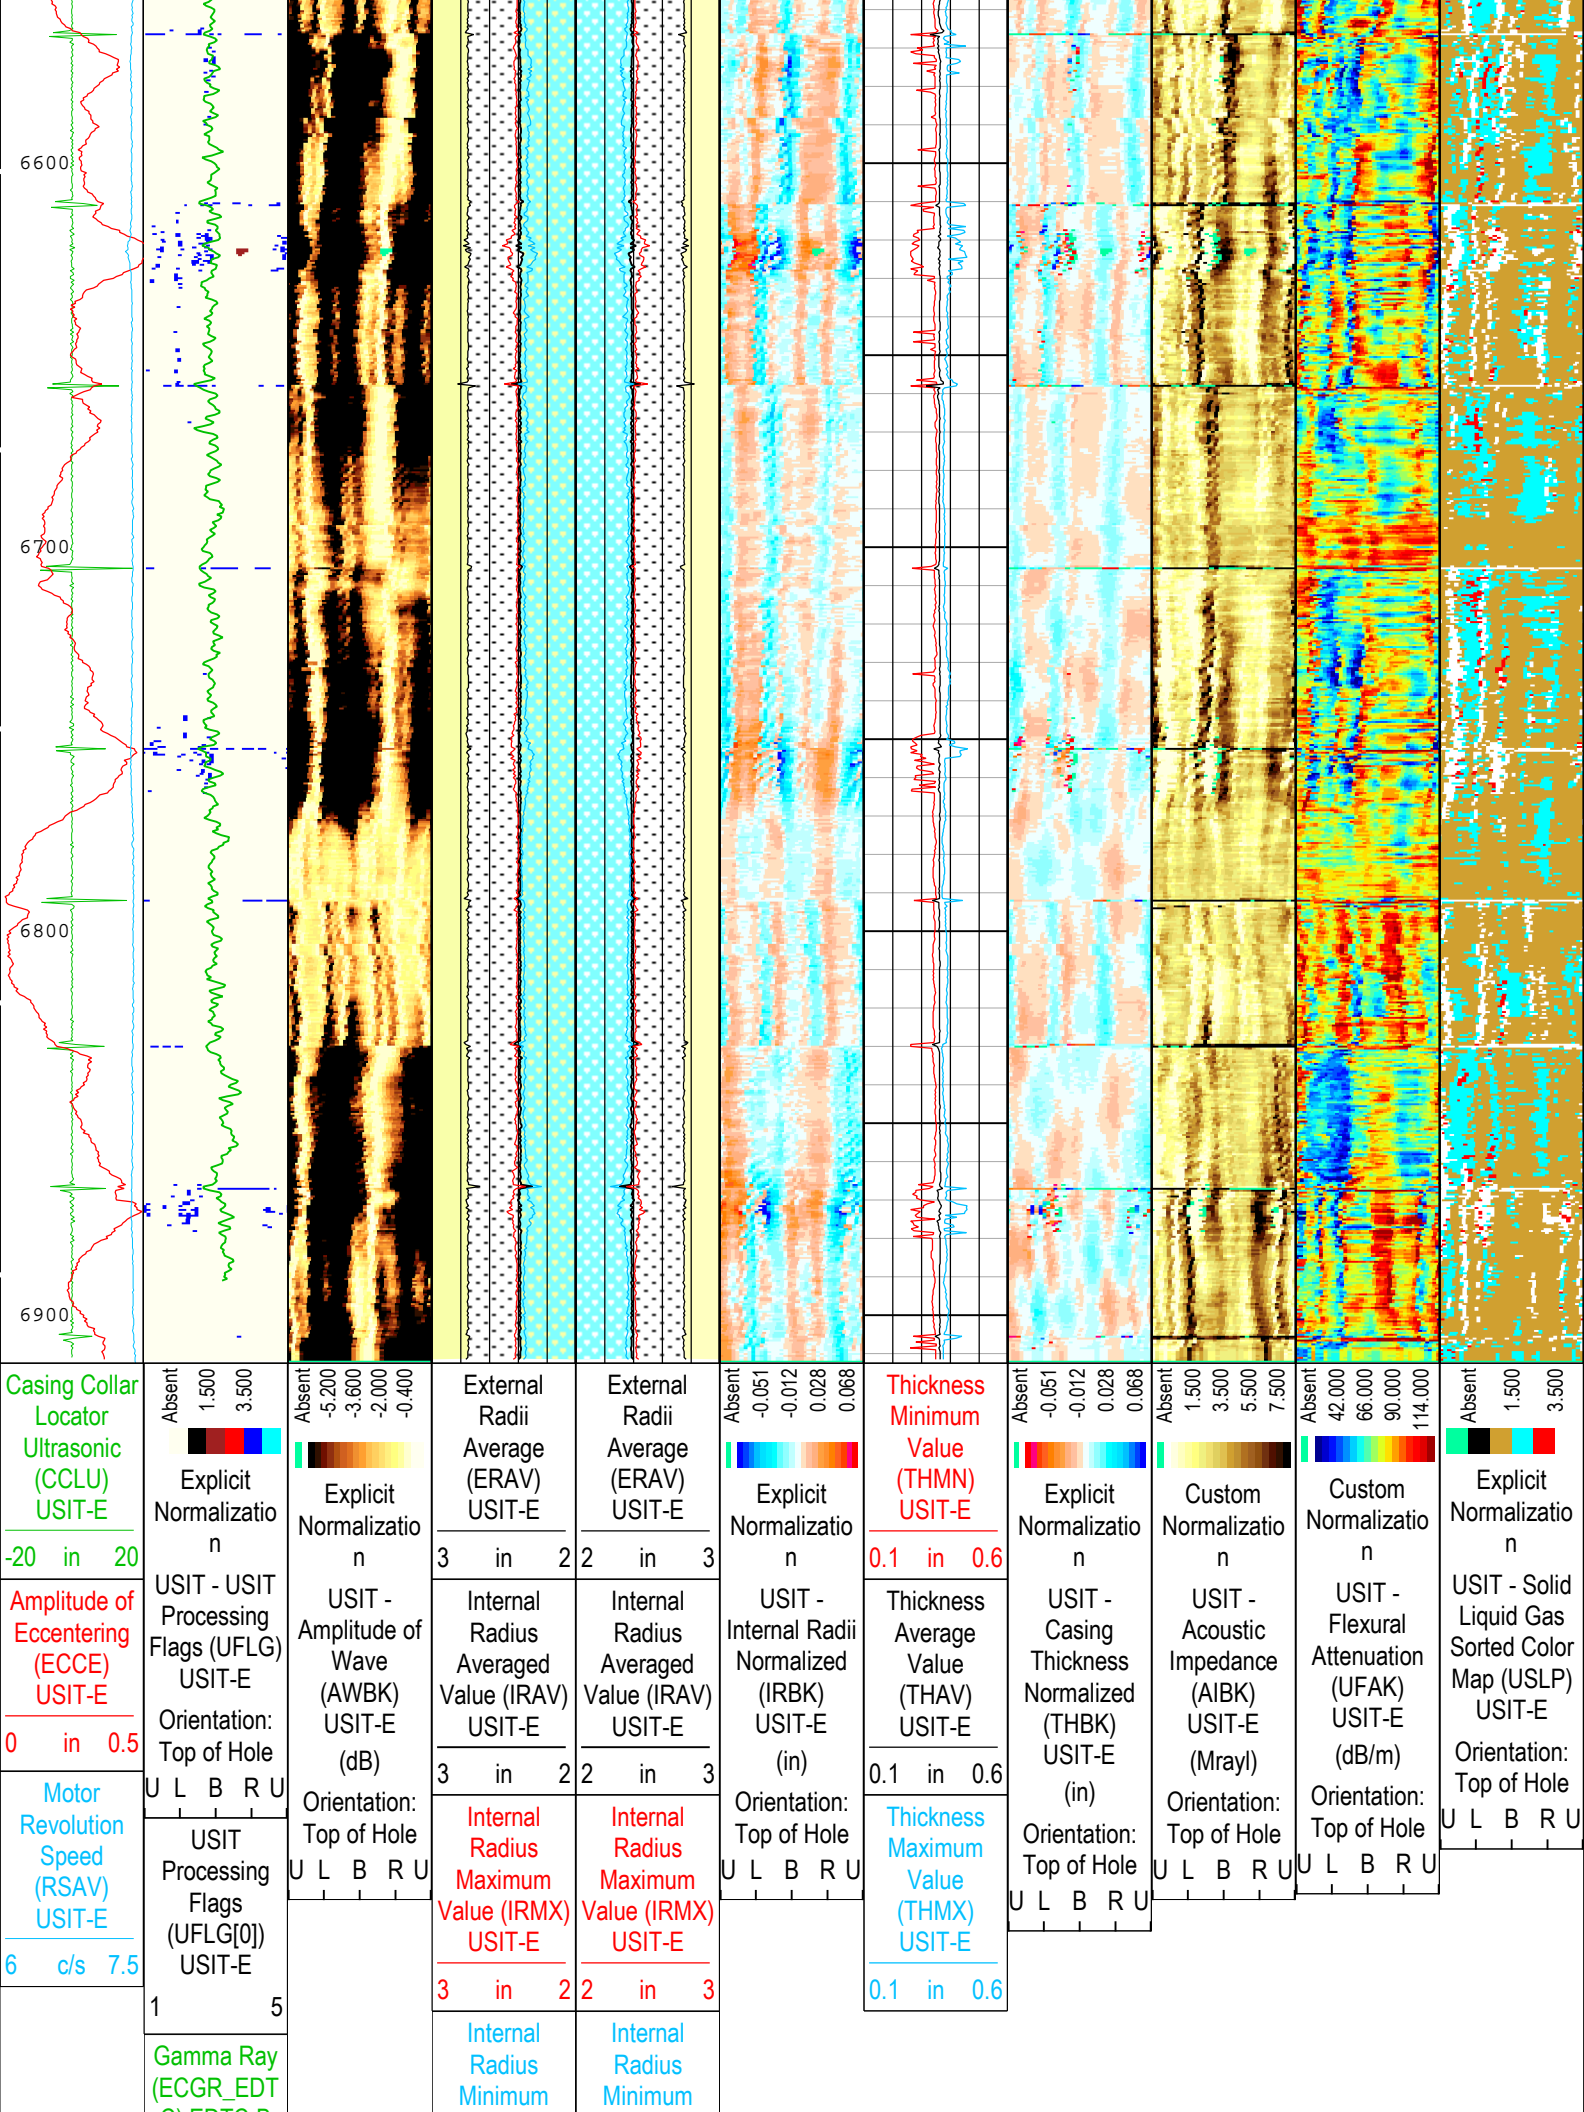 6600
6700
6800
6900
Casing Collar
Locator
Ultrasonic
(CCLU)
USIT-E
-20 in 20
Amplitude of
Eccentering
(ECCE)
USIT-E
0 in 0.5
Motor
Revolution
Speed
(RSAV)
USIT-E
6 c/s 7.5
Absent
1.500
3.500
Explicit
Normalizatio
n
USIT - USIT
Processing
Flags (UFLG)
USIT-E
Orientation:
Top of Hole
U L B R U
USIT
Processing
Flags
(UFLG[0])
USIT-E
1 5
Gamma Ray
(ECGR_EDT
Absent
-5.200
-3.600
-2.000
-0.400
Explicit
Normalizatio
n
USIT -
Amplitude of
Wave
(AWBK)
USIT-E
(dB)
Orientation:
Top of Hole
U L B R U
External
Radii
Average
(ERAV)
USIT-E
3 in 2
Internal
Radius
Averaged
Value (IRAV)
USIT-E
3 in 2
Internal
Radius
Maximum
Value (IRMX)
USIT-E
3 in 2
Internal
Radius
Minimum
External
Radii
Average
(ERAV)
USIT-E
2 in 3
Internal
Radius
Averaged
Value (IRAV)
USIT-E
2 in 3
Internal
Radius
Maximum
Value (IRMX)
USIT-E
2 in 3
Internal
Radius
Minimum
Absent
-0.051
-0.012
0.028
0.068
Explicit
Normalizatio
n
USIT -
Internal Radii
Normalized
(IRBK)
USIT-E
(in)
Orientation:
Top of Hole
U L B R U
Thickness
Minimum
Value
(THMN)
USIT-E
0.1 in 0.6
Thickness
Average
Value
(THAV)
USIT-E
0.1 in 0.6
Thickness
Maximum
Value
(THMX)
USIT-E
0.1 in 0.6
Absent
-0.051
-0.012
0.028
0.068
Explicit
Normalizatio
n
USIT -
Casing
Thickness
Normalized
(THBK)
USIT-E
(in)
Orientation:
Top of Hole
U L B R U
Absent
1.500
3.500
5.500
7.500
Custom
Normalizatio
n
USIT -
Acoustic
Impedance
(AIBK)
USIT-E
(Mrayl)
Orientation:
Top of Hole
U L B R U
Absent
42.000
66.000
90.000
114.000
Custom
Normalizatio
n
USIT -
Flexural
Attenuation
(UFAK)
USIT-E
(dB/m)
Orientation:
Top of Hole
U L B R U
Absent
1.500
3.500
Explicit
Normalizatio
n
USIT - Solid
Liquid Gas
Sorted Color
Map (USLP)
USIT-E
Orientation:
Top of Hole
U L B R U